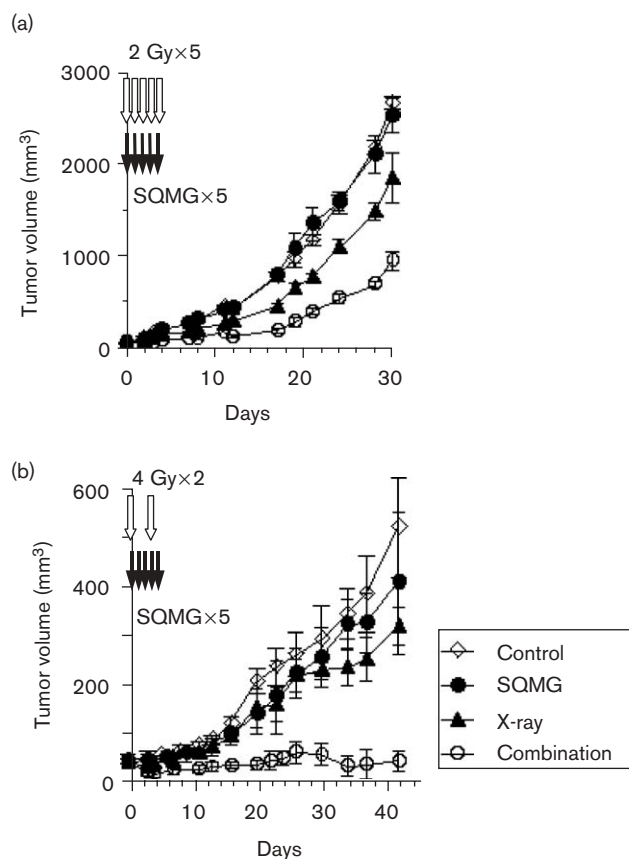 (a)
2 Gy×5
3000
2000
1000
0
SQMG×5
Tumor volume (mm³)
0 10 20 30
Days
(b)
4 Gy×2
600
400
200
0
SQMG×5
Tumor volume (mm³)
0 10 20 30 40
Days
Control
SQMG
X-ray
Combination